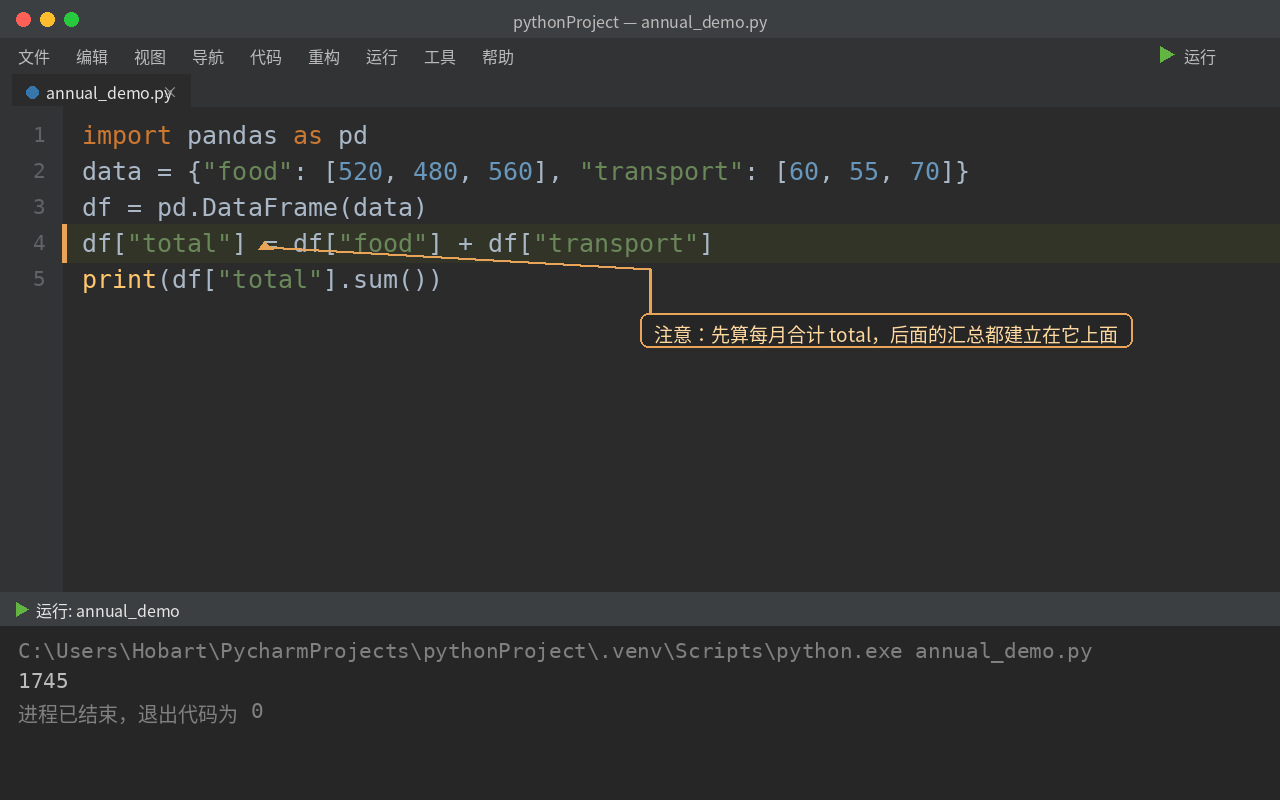 pythonProject — annual_demo.py
文件 编辑 视图 导航 代码 重构 运行 工具 帮助 运行
annual_demo.py
1 import pandas as pd
2 data = {"food": [520, 480, 560], "transport": [60, 55, 70]}
3 df = pd.DataFrame(data)
4 df["total"] = df["food"] + df["transport"]
5 print(df["total"].sum())
注意：先算每月合计 total，后面的汇总都建立在它上面
运行: annual_demo
C:\Users\Hobart\PycharmProjects\pythonProject\.venv\Scripts\python.exe annual_demo.py
1745
进程已结束，退出代码为 0